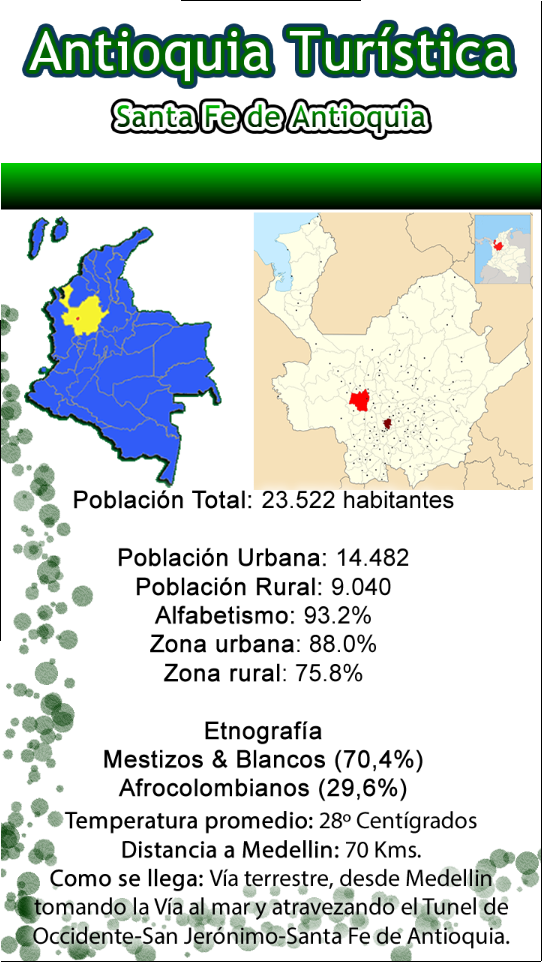 Antioquia Turística
Santa Fe de Antioquia
Población Total: 23.522 habitantes
Población Urbana: 14.482
Población Rural: 9.040
Alfabetismo: 93.2%
Zona urbana: 88.0%
Zona rural: 75.8%
Etnografía
Mestizos & Blancos (70,4%)
Afrocolombianos (29,6%)
Temperatura promedio: 28º Centígrados
Distancia a Medellin: 70 Kms.
Como se llega: Vía terrestre, desde Medellin
tomando la Vía al mar y atravezando el Tunel de
Occidente-San Jerónimo-Santa Fe de Antioquia.